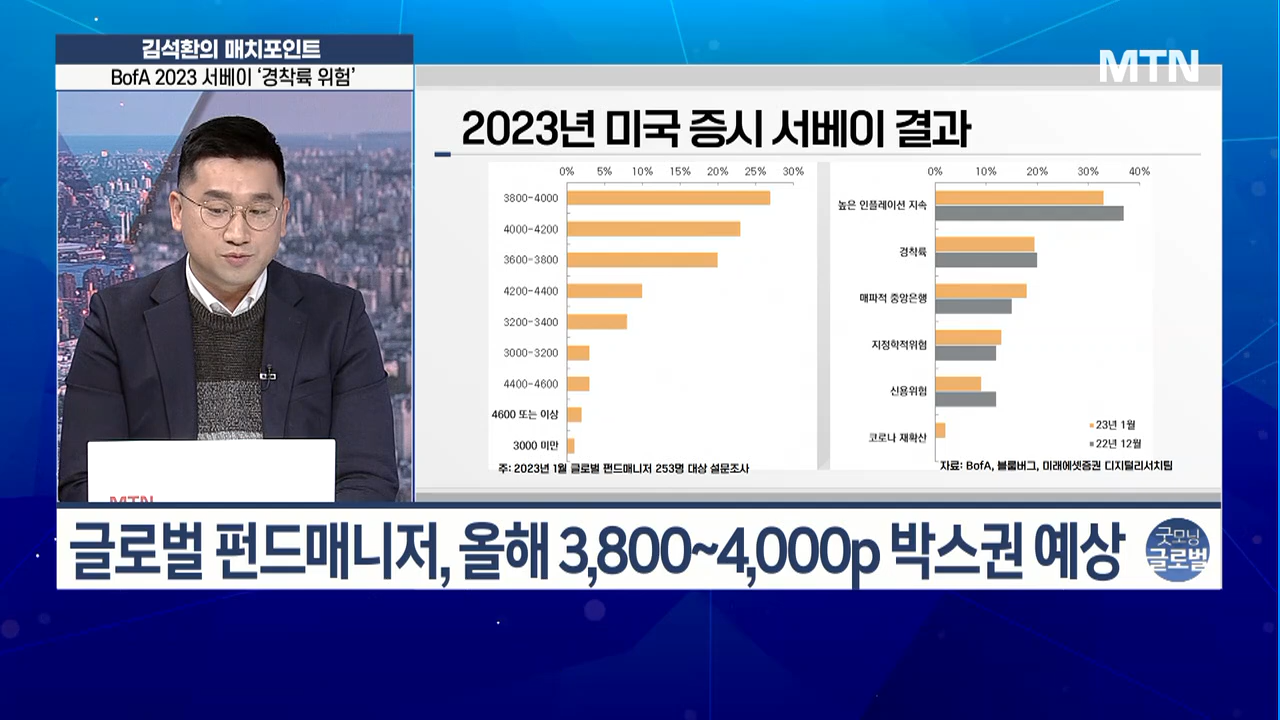 김석환의 매치포인트
BofA 2023 서베이 ‘경착륙 위험’
MTN
2023년 미국 증시 서베이 결과
0% 5% 10% 15% 20% 25% 30%
3800-4000
4000-4200
3600-3800
4200-4400
3200-3400
3000-3200
4400-4600
4600 또는 이상
3000 미만
주: 2023년 1월 글로벌 펀드매니저 253명 대상 설문조사
0% 10% 20% 30% 40%
높은 인플레이션 지속
경착륙
매파적 중앙은행
지정학적위험
신용위험
코로나 재확산
23년 1월
22년 12월
자료: BofA, 블룸버그, 미래에셋증권 디지털리서치팀
MTN
글로벌 펀드매니저, 올해 3,800~4,000p 박스권 예상
굿모닝
글로벌